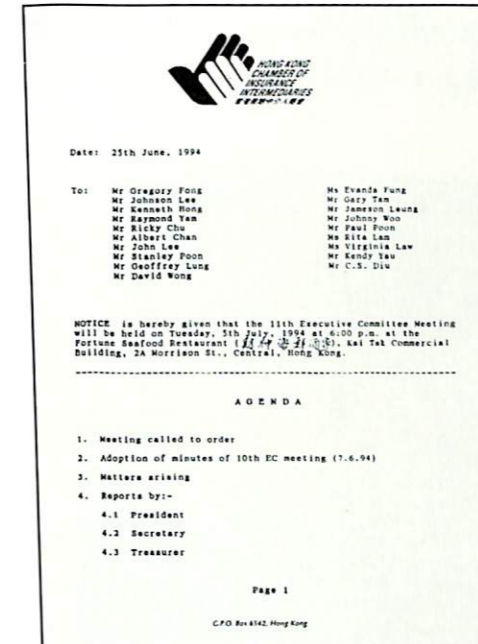 HONG KONG
CHAMBER OF
INSURANCE
INTERMEDIARIES
Date: 25th June, 1994
To: Mr Gregory Fong
Mr Johnson Lee
Mr Kenneth Hong
Mr Raymond Yam
Mr Ricky Chu
Mr Albert Chan
Mr John Lee
Mr Stanley Poon
Mr Geoffrey Lung
Mr David Wong
Ms Evanda Fung
Mr Gary Tam
Mr Jameson Leung
Mr Johnny Woo
Mr Paul Poon
Ms Rita Lam
Ms Virginia Law
Mr Kendy Yau
Mr C.S. Diu
NOTICE is hereby given that the 11th Executive Committee Meeting
will be held on Tuesday, 5th July, 1994 at 6:00 p.m. at the
Fortune Seafood Restaurant ( ), Kai Tak Commercial
Building, 2A Morrison St., Central, Hong Kong.
AGENDA
1. Meeting called to order
2. Adoption of minutes of 10th EC meeting (7.6.94)
3. Matters arising
4. Reports by:-
4.1 President
4.2 Secretary
4.3 Treasurer
Page 1
G.P.O. Box 6142, Hong Kong